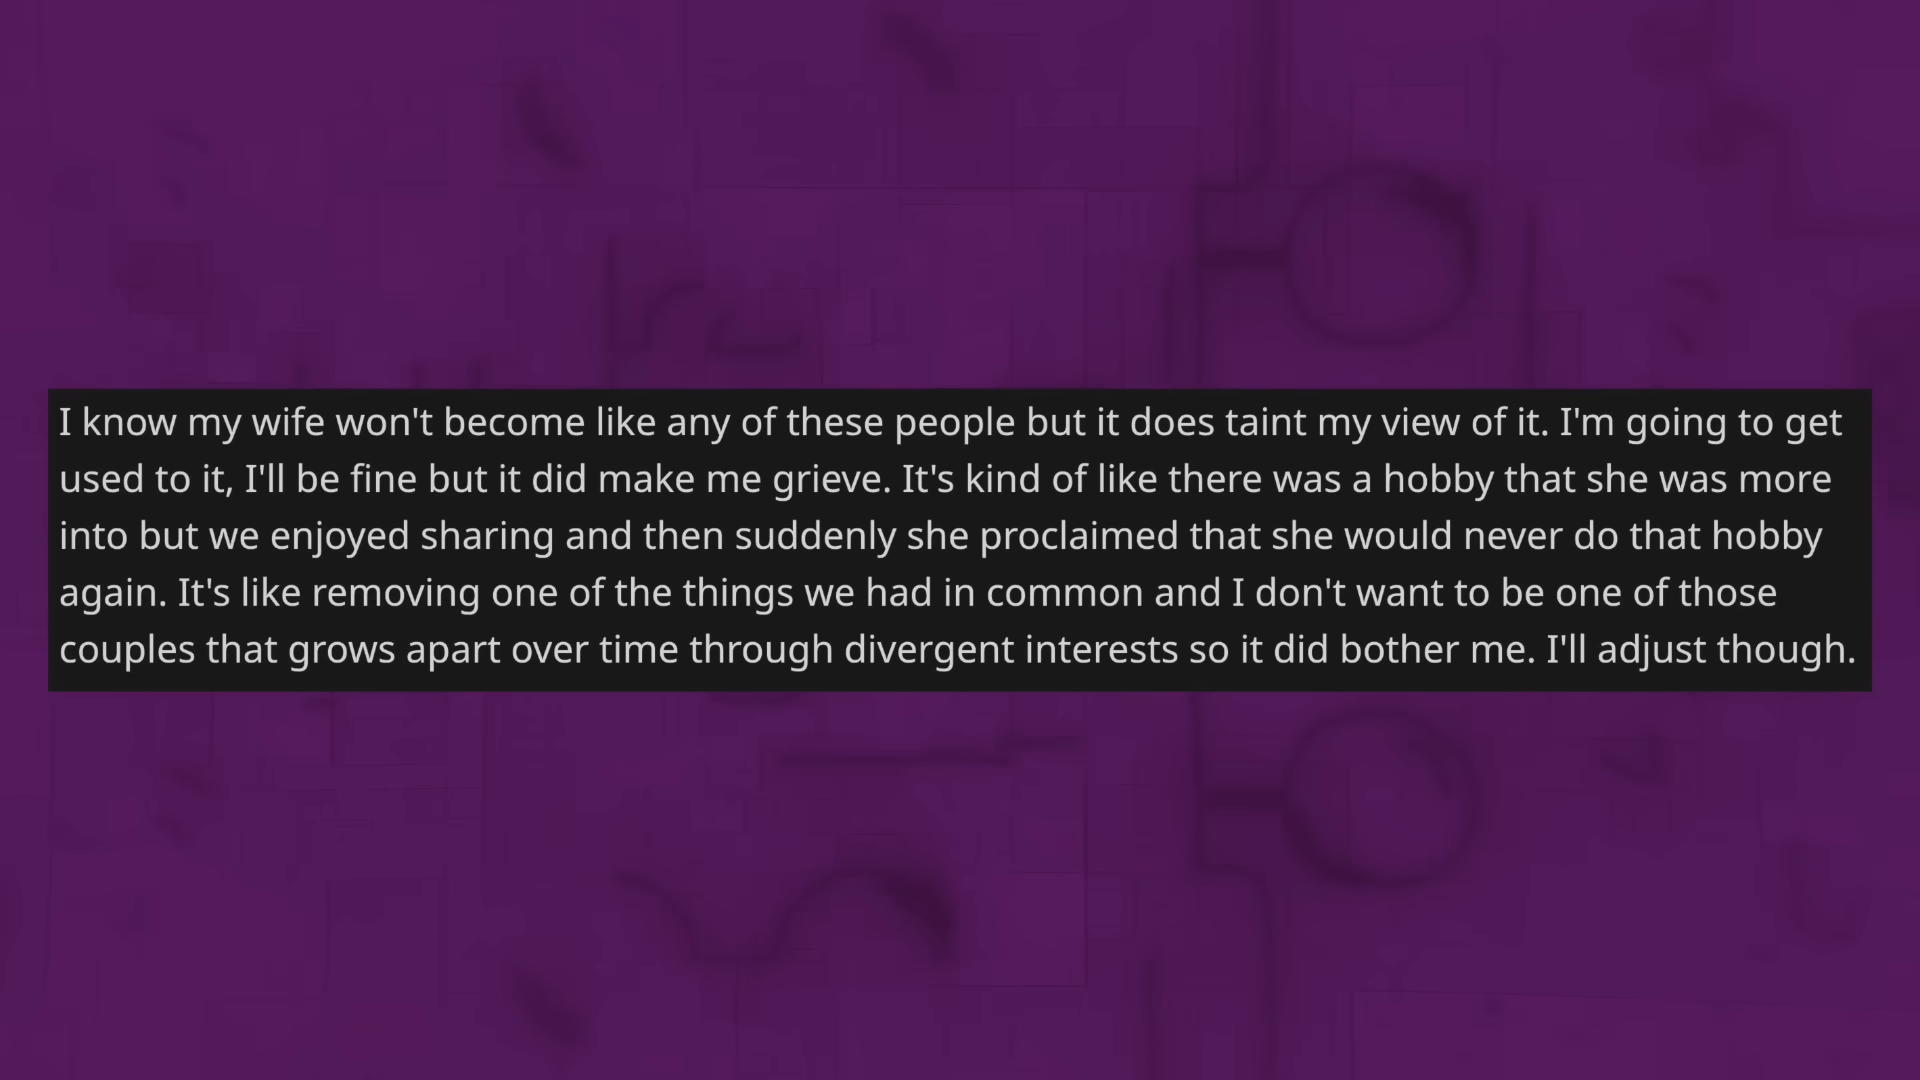 I know my wife won't become like any of these people but it does taint my view of it. I'm going to get
used to it, I'll be fine but it did make me grieve. It's kind of like there was a hobby that she was more
into but we enjoyed sharing and then suddenly she proclaimed that she would never do that hobby
again. It's like removing one of the things we had in common and I don't want to be one of those
couples that grows apart over time through divergent interests so it did bother me. I'll adjust though.